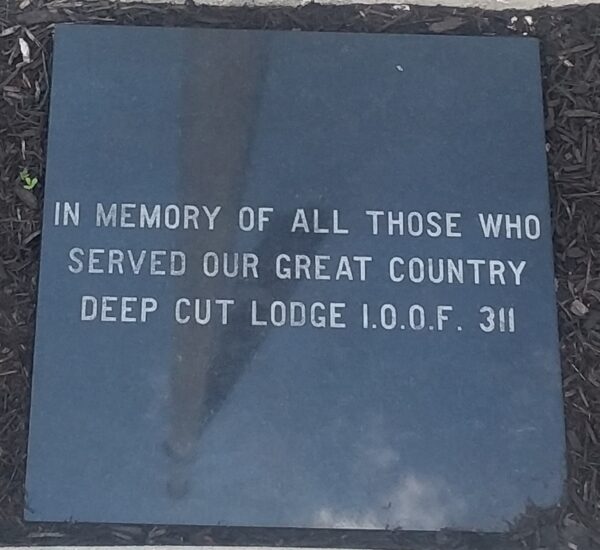 IN MEMORY OF ALL THOSE WHO
SERVED OUR GREAT COUNTRY
DEEP CUT LODGE I.O.O.F. 311